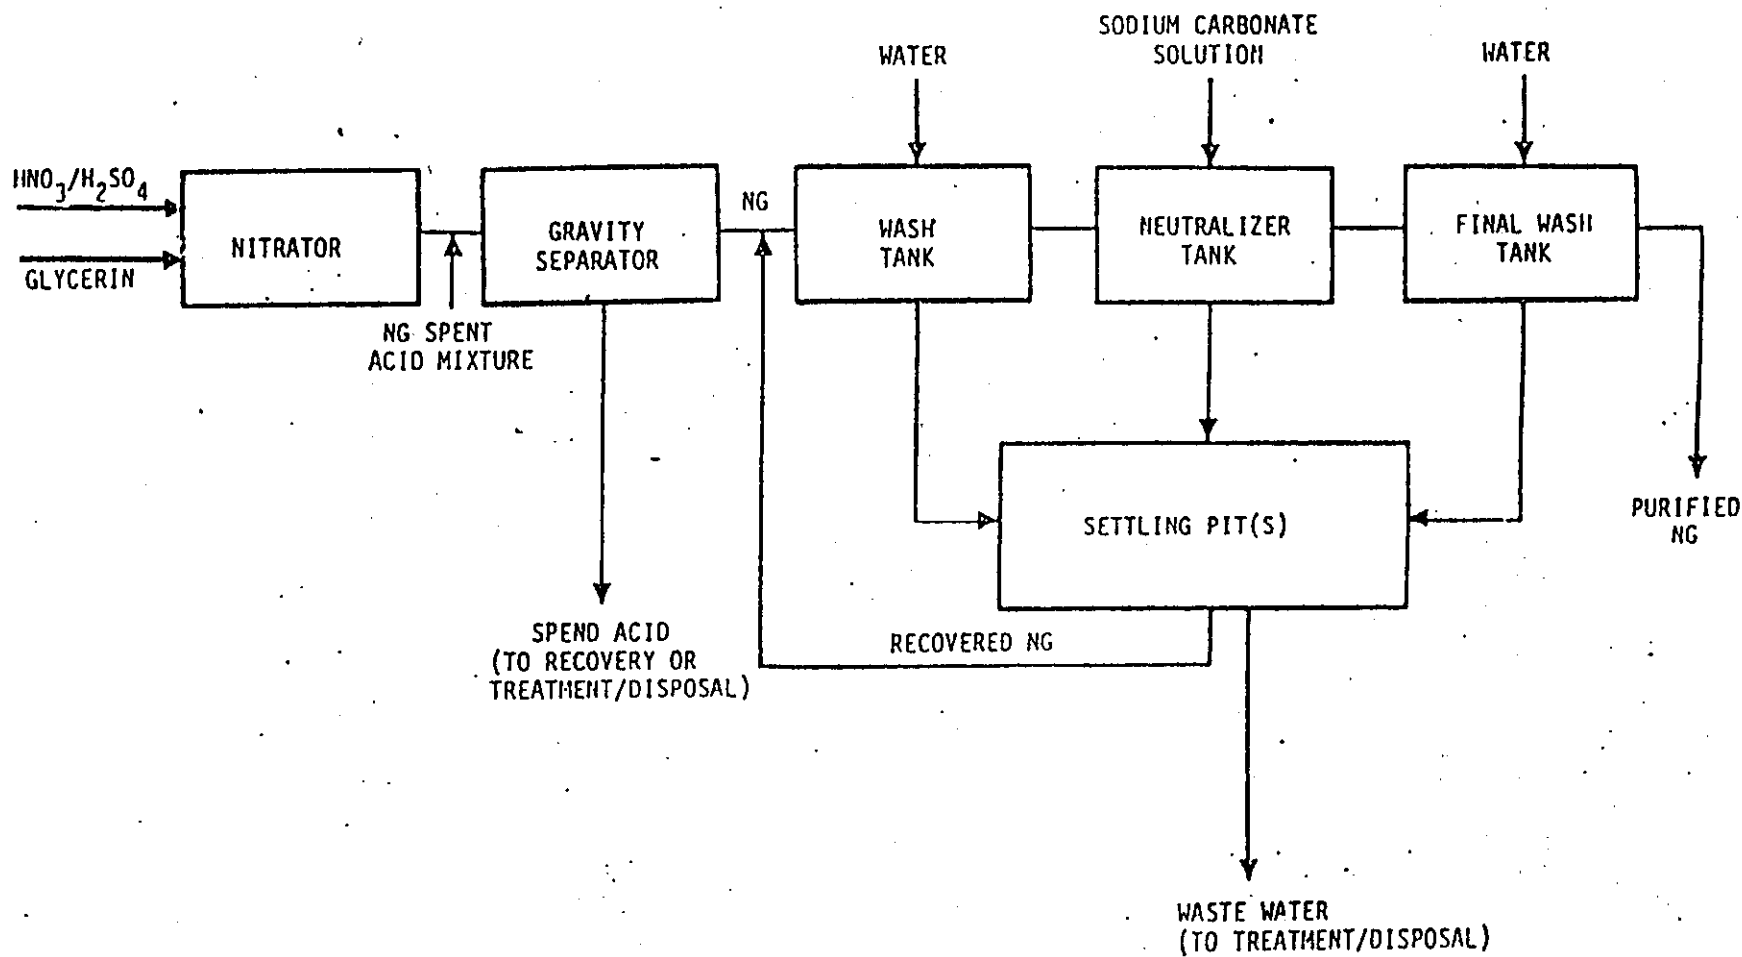 SODIUM CARBONATE
SOLUTION
WATER
WATER
HNO3/H2SO4
GLYCERIN
NITRATOR
GRAVITY
SEPARATOR
NG
WASH
TANK
NEUTRALIZER
TANK
FINAL WASH
TANK
NG SPENT
ACID MIXTURE
SETTLING PIT(S)
PURIFIED
NG
SPEND ACID
(TO RECOVERY OR
TREATMENT/DISPOSAL)
RECOVERED NG
WASTE WATER
(TO TREATMENT/DISPOSAL)